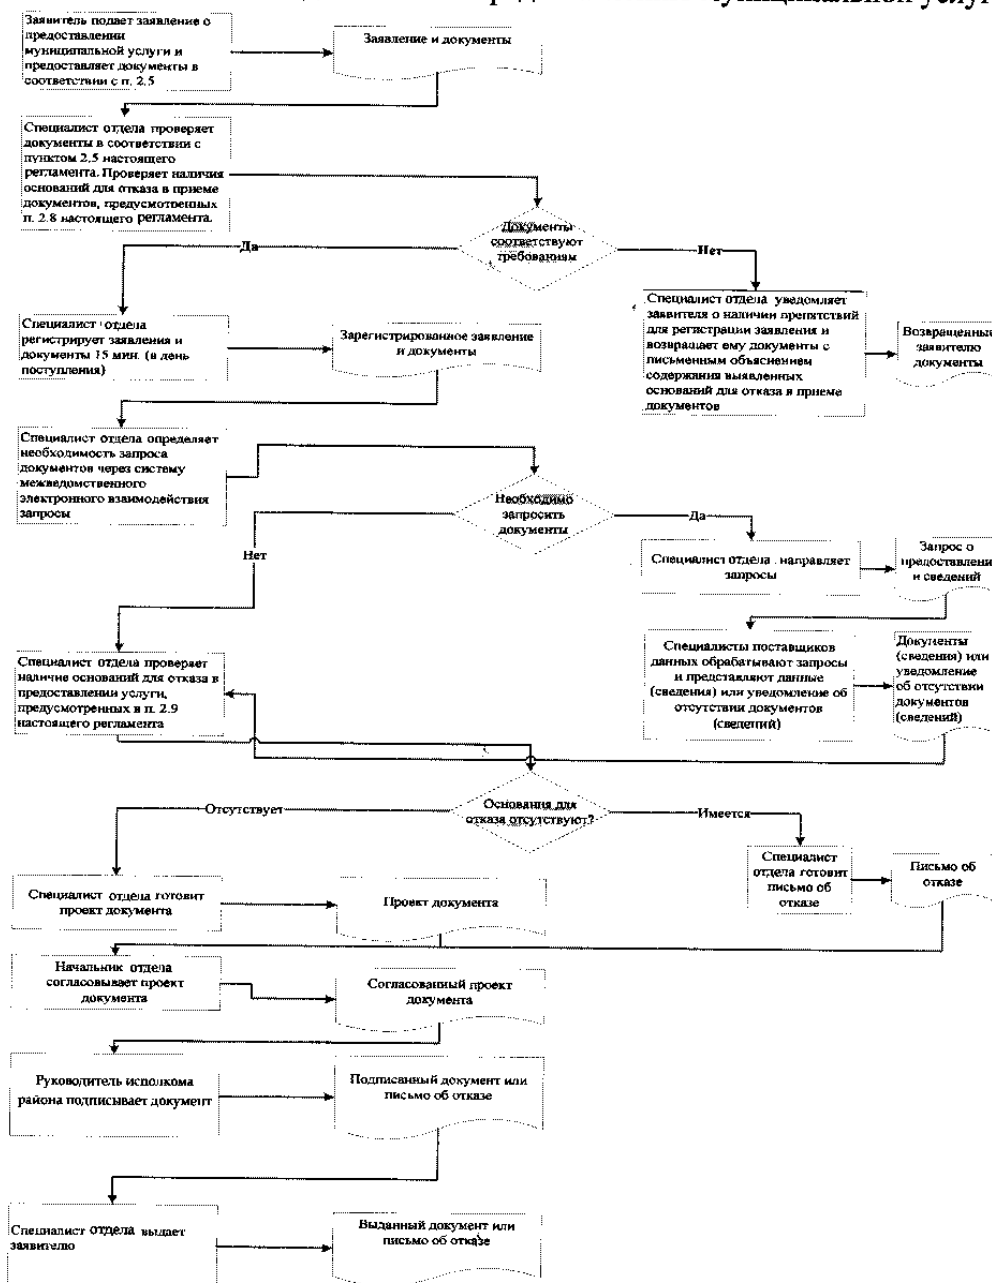 муниципальной услуг
Заявитель подает заявление о
предоставлении
муниципальной услуги и
предоставляет документы в
соответствии с п. 2.5
Заявление и документы
Специалист отдела проверяет
документы в соответствии с
пунктом 2.5 настоящего
регламента. Проверяет наличия
оснований для отказа в приеме
документов, предусмотренных
п. 2.8 настоящего регламента.
Документы
соответствуют
требованиям
Да
Нет
Специалист отдела
регистрирует заявления и
документы 15 мин. (в день
поступления)
Зарегистрированное заявление
и документы
Специалист отдела уведомляет
заявителя о наличии препятствий
для регистрации заявления и
возвращает ему документы с
письменным объяснением
содержания выявленных
оснований для отказа в приеме
документов
Возвращенные
заявителю
документы
Специалист отдела определяет
необходимость запроса
документов через систему
межведомственного
электронного взаимодействия
запросы
Необходимо
запросить
документы
Нет
Да
Специалист отдела направляет
запросы
Запрос о
предоставлени
и сведений
Специалист отдела проверяет
наличие оснований для отказа в
предоставлении услуги,
предусмотренных в п. 2.9
настоящего регламента
Специалисты поставщиков
данных обрабатывают запросы
и представляют данные
(сведения) или уведомление об
отсутствии документов
(сведений)
Документы
(сведения) или
уведомление
об отсутствии
документов
(сведений)
Основания для
отказа отсутствуют?
Отсутствует
Имеется
Специалист отдела готовит
проект документа
Проект документа
Специалист
отдела готовит
письмо об
отказе
Письмо об
отказе
Начальник отдела
согласовывает проект
документа
Согласованный проект
документа
Руководитель исполкома
района подписывает документ
Подписанный документ или
письмо об отказе
Специалист отдела выдает
заявителю
Выданный документ или
письмо об отказе